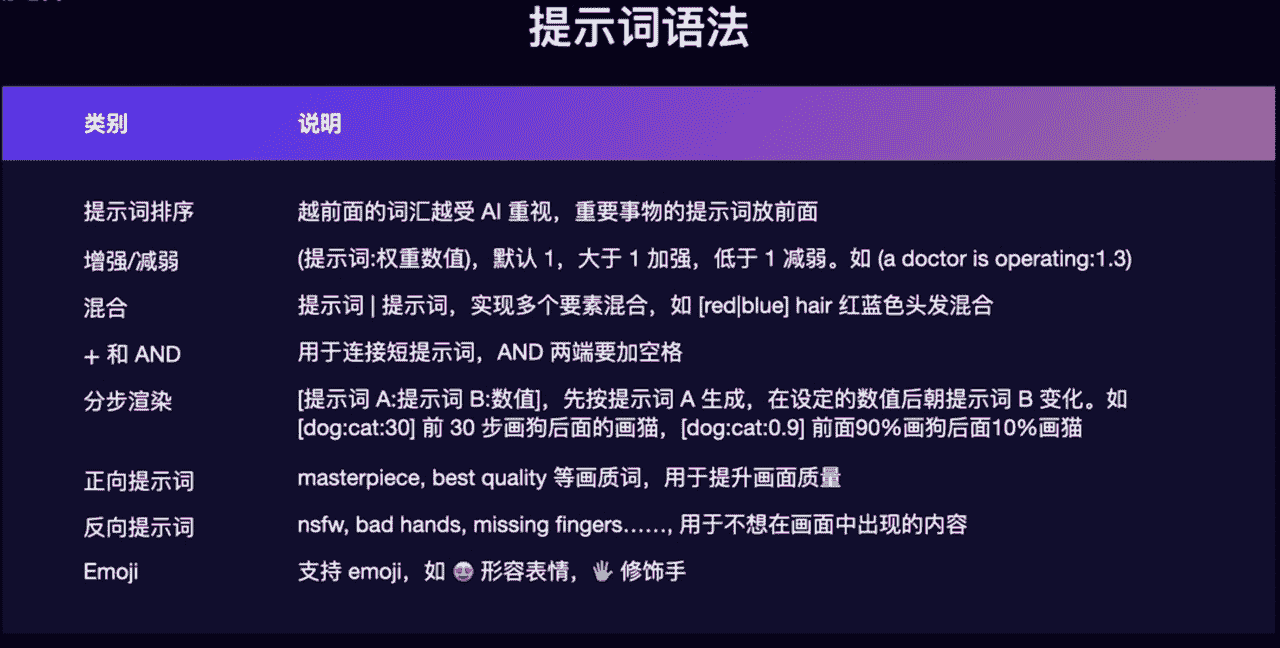 提示词语法
类别 说明
提示词排序 越前面的词汇越受 AI 重视，重要事物的提示词放前面
增强/减弱 (提示词:权重数值)，默认 1，大于 1 加强，低于 1 减弱。如 (a doctor is operating:1.3)
混合 提示词 | 提示词，实现多个要素混合，如 [red|blue] hair 红蓝色头发混合
+ 和 AND 用于连接短提示词，AND 两端要加空格
分步渲染 [提示词 A:提示词 B:数值]，先按提示词 A 生成，在设定的数值后朝提示词 B 变化。如
[dog:cat:30] 前 30 步画狗后面的画猫，[dog:cat:0.9] 前面90%画狗后面10%画猫
正向提示词 masterpiece, best quality 等画质词，用于提升画面质量
反向提示词 nsfw, bad hands, missing fingers……, 用于不想在画面中出现的内容
Emoji 支持 emoji，如 😍 形容表情，🖐 修饰手